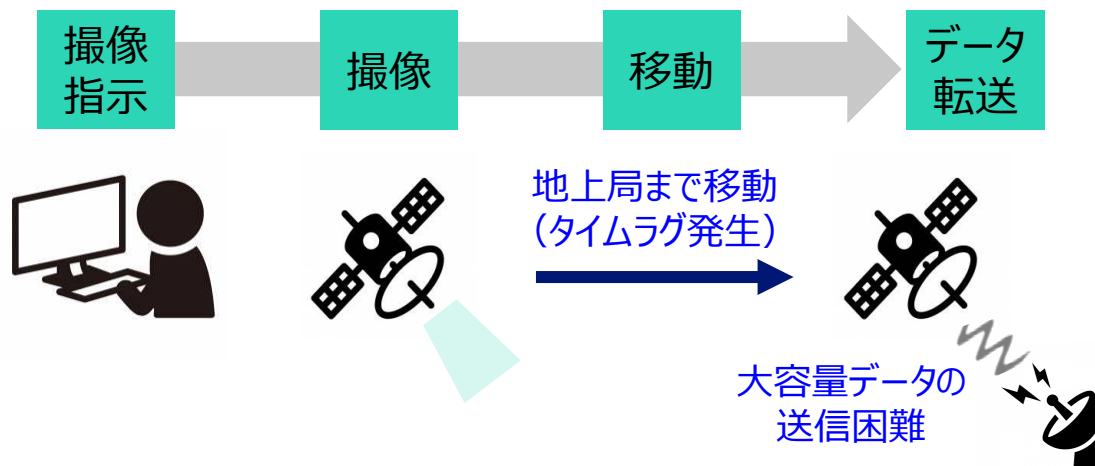 撮像
指示
撮像
移動
データ
転送
地上局まで移動
（タイムラグ発生）
大容量データの
送信困難